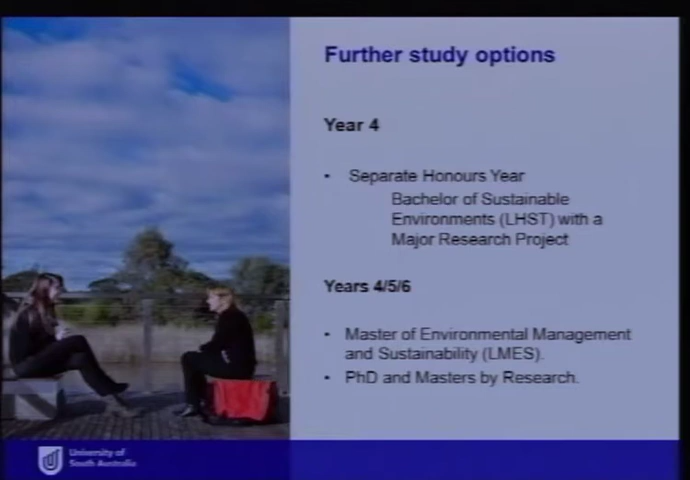 Further study options
Year 4
• Separate Honours Year
Bachelor of Sustainable
Environments (LHST) with a
Major Research Project
Years 4/5/6
• Master of Environmental Management
and Sustainability (LMES).
• PhD and Masters by Research.
University of
South Australia